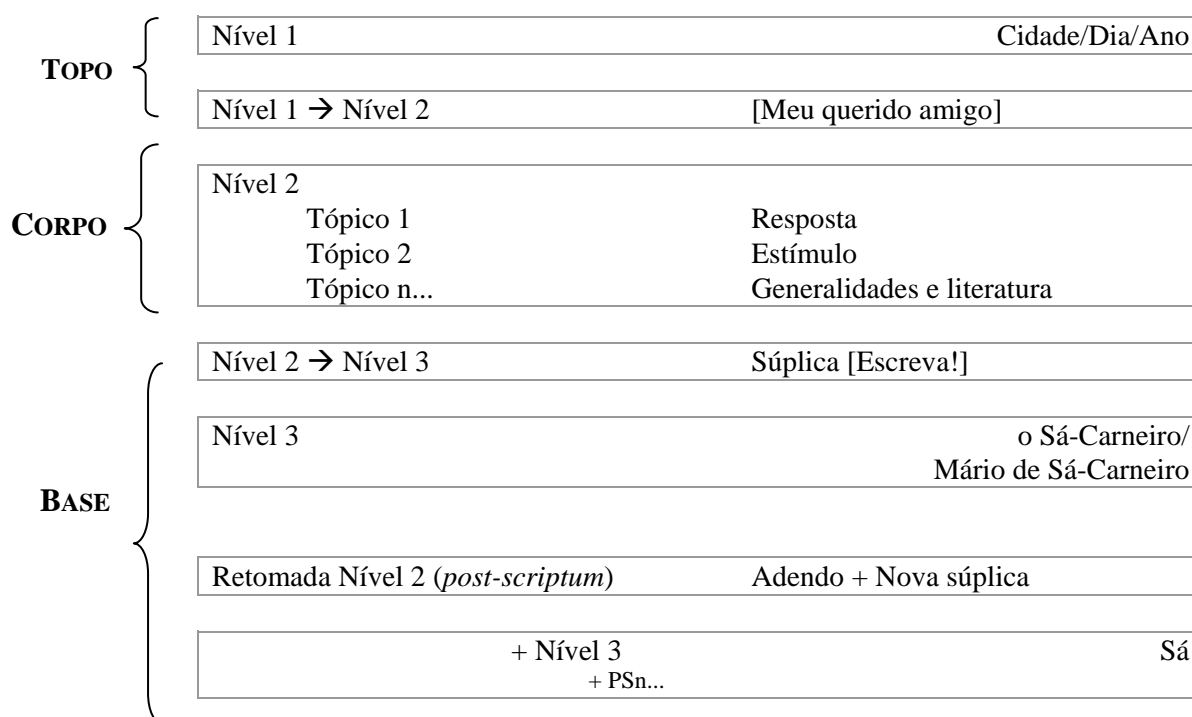 Nível 1 Cidade/Dia/Ano
TOPO
Nível 1 → Nível 2 [Meu querido amigo]
Nível 2
Tópico 1 Resposta
CORPO
Tópico 2 Estímulo
Tópico n... Generalidades e literatura
Nível 2 → Nível 3 Súplica [Escreva!]
Nível 3 o Sá-Carneiro/
Mário de Sá-Carneiro
BASE
Retomada Nível 2 (post-scriptum) Adendo + Nova súplica
+ Nível 3 Sá
+ PSn...